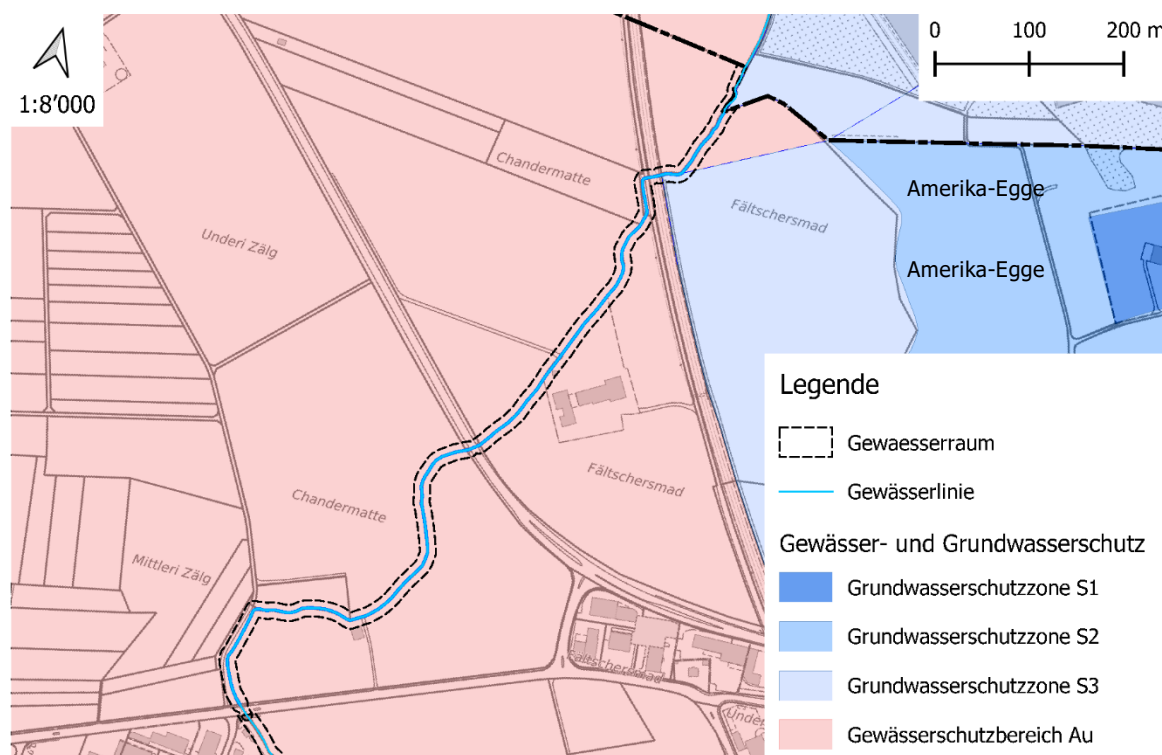 1:8'000
0 100 200 m
Chandermatte
Amerika-Egge
Fältschersmad
Underi Zälg
Amerika-Egge
Legende
Gewaesserraum
Fältschersmad
Gewässerlinie
Chandermatte
Gewässer- und Grundwasserschutz
Mittleri Zälg
Grundwasserschutzzone S1
Grundwasserschutzzone S2
Fältschersmad
Grundwasserschutzzone S3
Gewässerschutzbereich Au